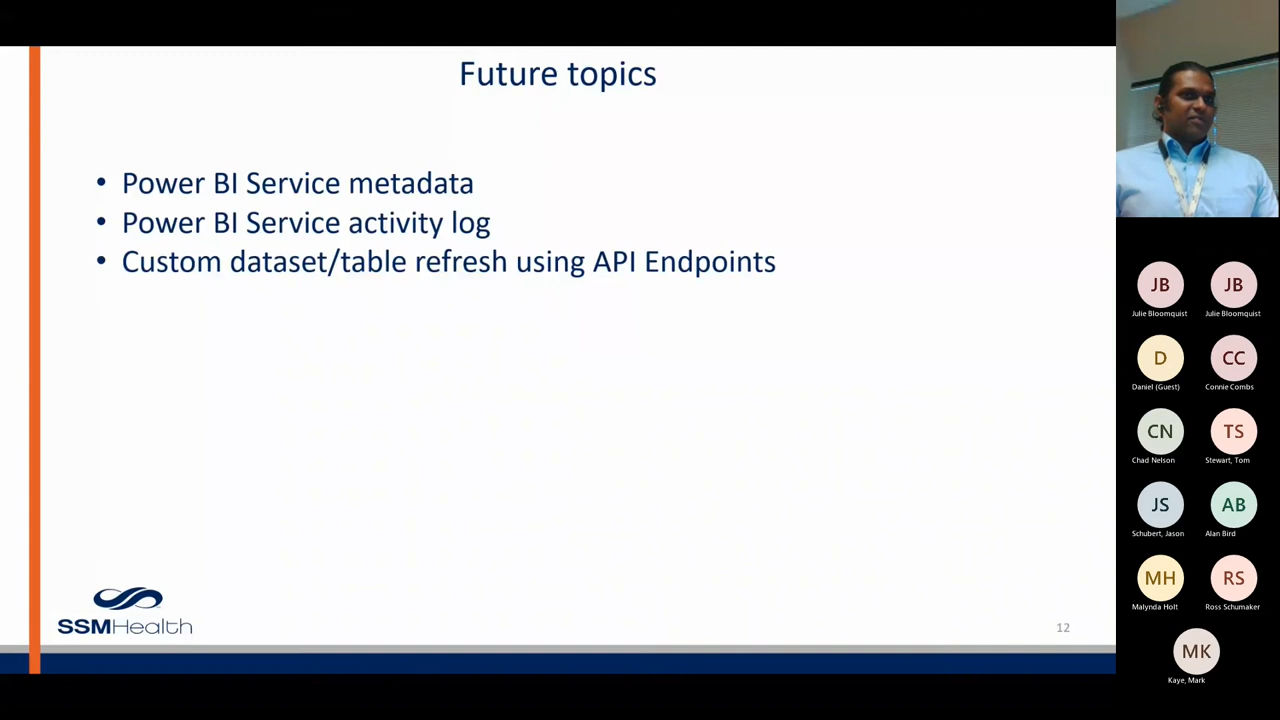 Future topics
• Power BI Service metadata
• Power BI Service activity log
• Custom dataset/table refresh using API Endpoints
SSMHealth
12
JB JB
Julie Bloomquist Julie Bloomquist
D CC
Daniel (Guest) Connie Combs
CN TS
Chad Nelson Stewart, Tom
JS AB
Schubert, Jason Alan Bird
MH RS
Malynda Holt Ross Schumaker
MK
Kaye, Mark